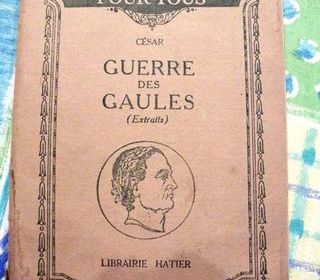 POUR TOUS
CÉSAR
GUERRE
DES
GAULES
(Extraits)
LIBRAIRIE HATIER